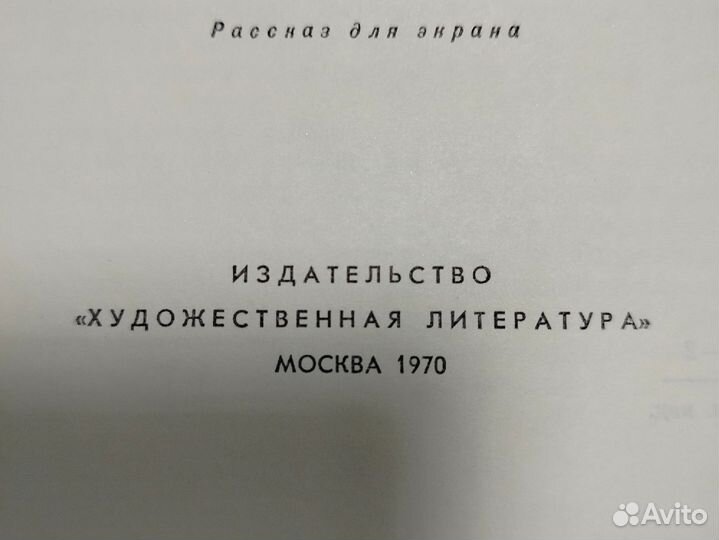 Рассказ для экрана
ИЗДАТЕЛЬСТВО
«ХУДОЖЕСТВЕННАЯ ЛИТЕРАТУРА»
МОСКВА 1970
Avito